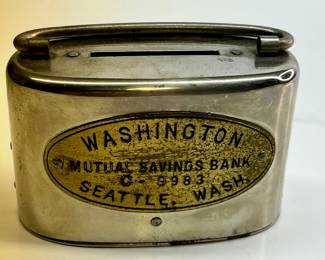 WASHINGTON
MUTUAL SAVINGS BANK
C 9983
SEATTLE, WASH.